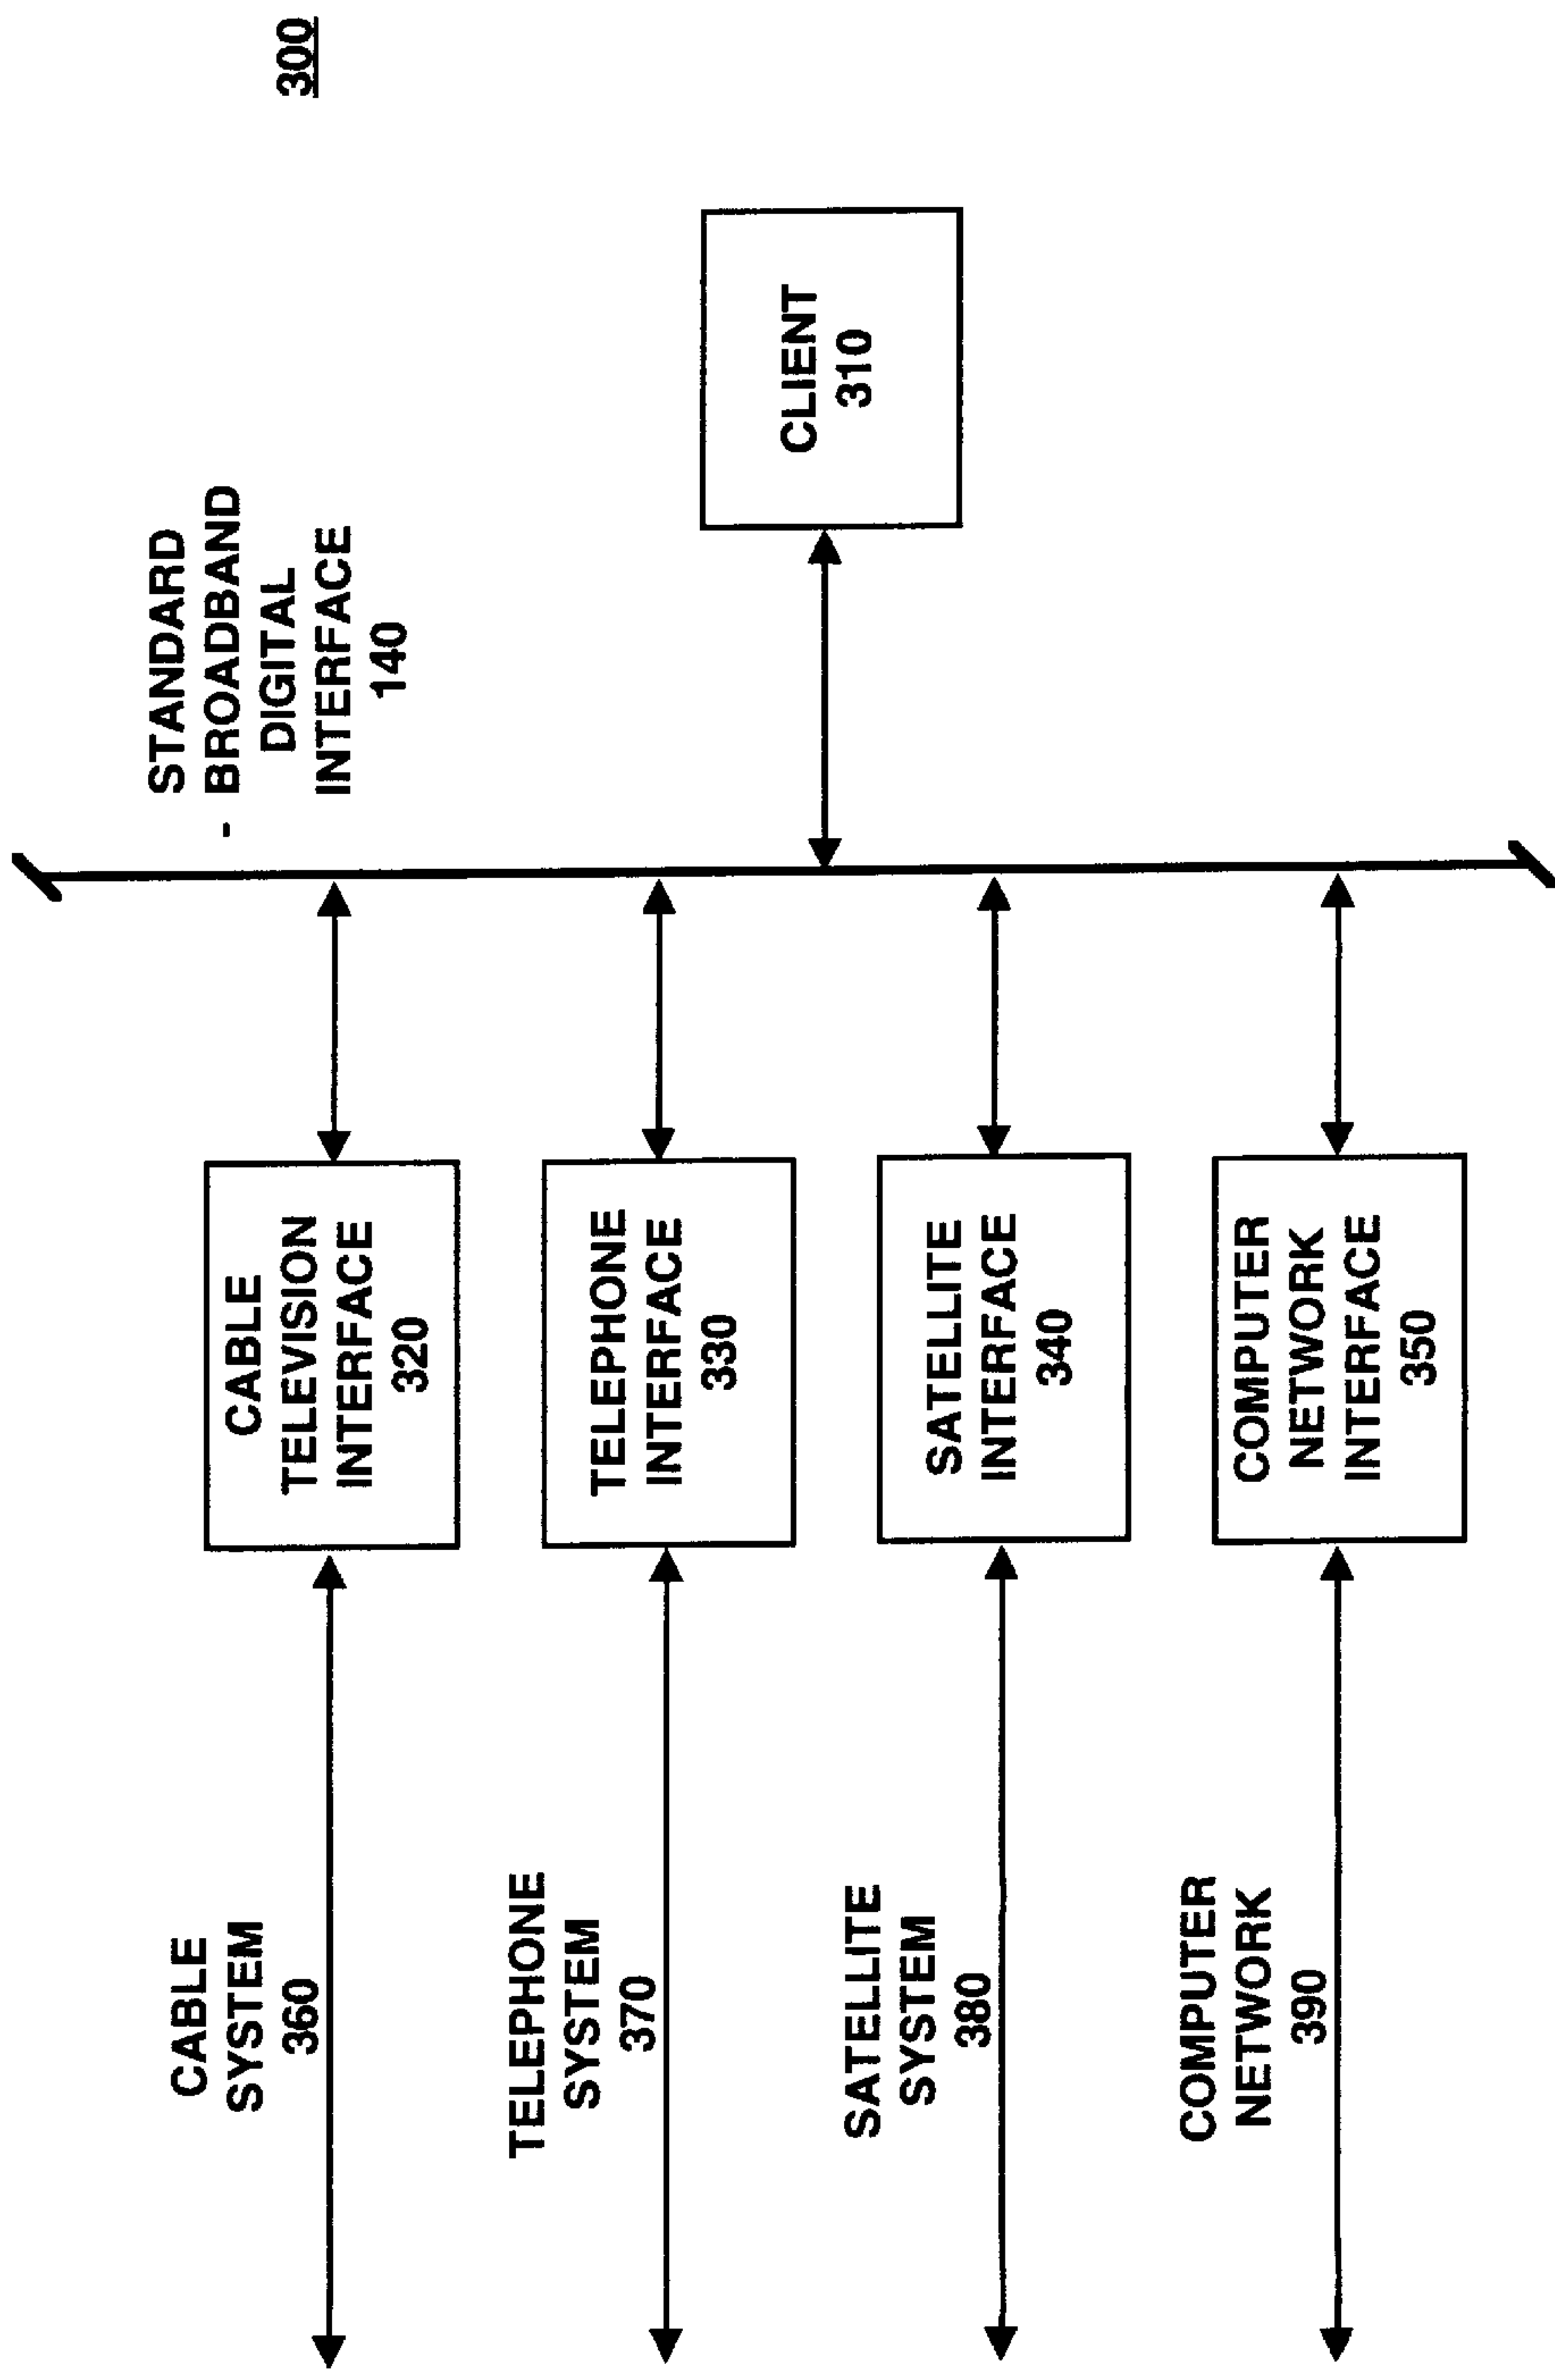 300
STANDARD
- BROADBAND
DIGITAL
INTERFACE
140
CABLE
SYSTEM
360
CABLE
TELEVISION
INTERFACE
320
TELEPHONE
SYSTEM
370
TELEPHONE
INTERFACE
330
CLIENT
310
SATELLITE
SYSTEM
380
SATELLITE
INTERFACE
340
COMPUTER
NETWORK
390
COMPUTER
NETWORK
INTERFACE
350